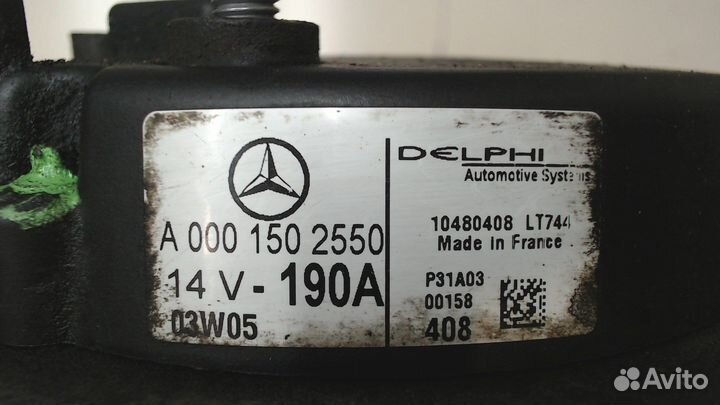 A 000 150 2550
14 V - 190A
03W05
DELPHI
Automotive Systems
10480408 LT744
Made in France
P31A03
00158
408
Avito